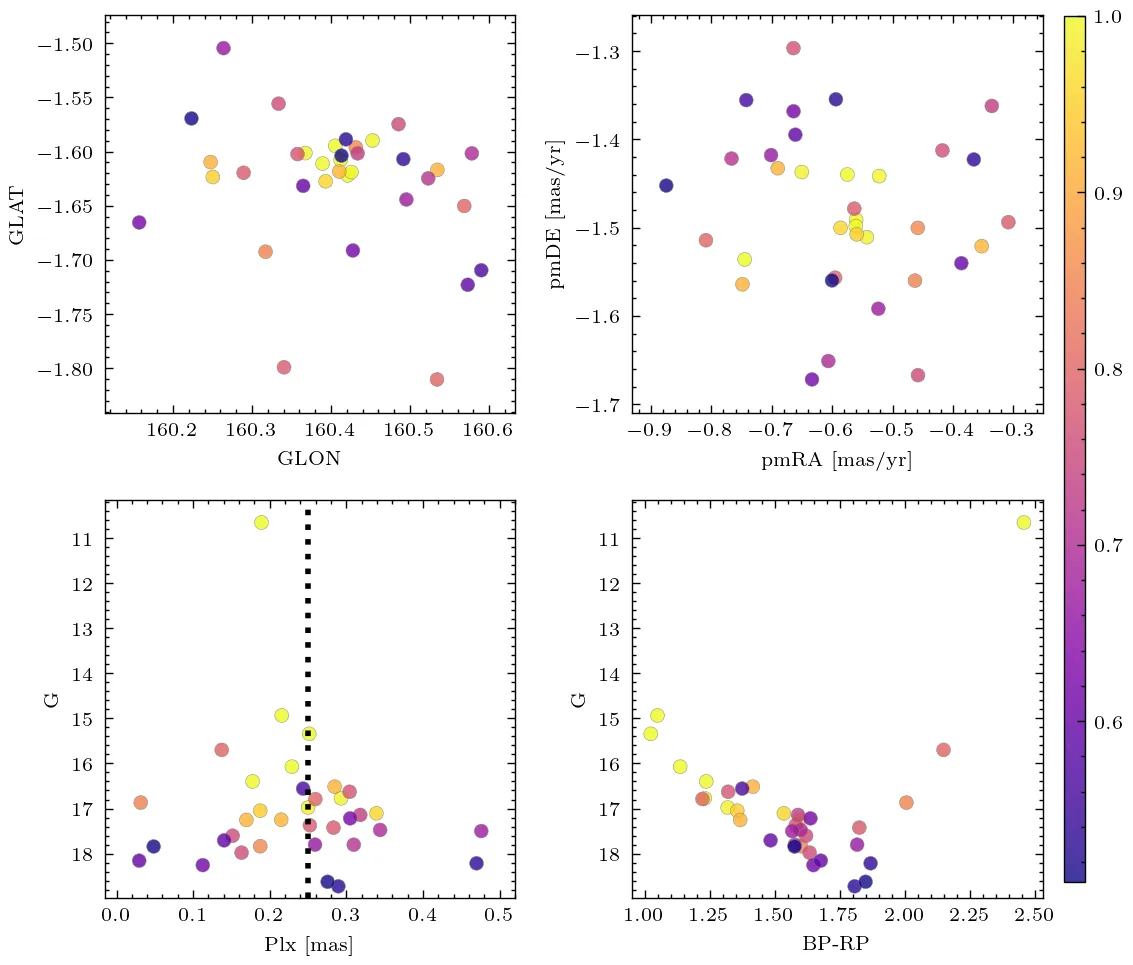 −1.50
−1.55
−1.60
−1.65
−1.70
−1.75
−1.80
GLAT
160.2 160.3 160.4 160.5 160.6
GLON
−1.3
−1.4
−1.5
−1.6
−1.7
pmDE [mas/yr]
−0.9 −0.8 −0.7 −0.6 −0.5 −0.4 −0.3
pmRA [mas/yr]
1.0
0.9
0.8
0.7
0.6
11
12
13
14
15
16
17
18
G
0.0 0.1 0.2 0.3 0.4 0.5
Plx [mas]
11
12
13
14
15
16
17
18
G
1.00 1.25 1.50 1.75 2.00 2.25 2.50
BP-RP